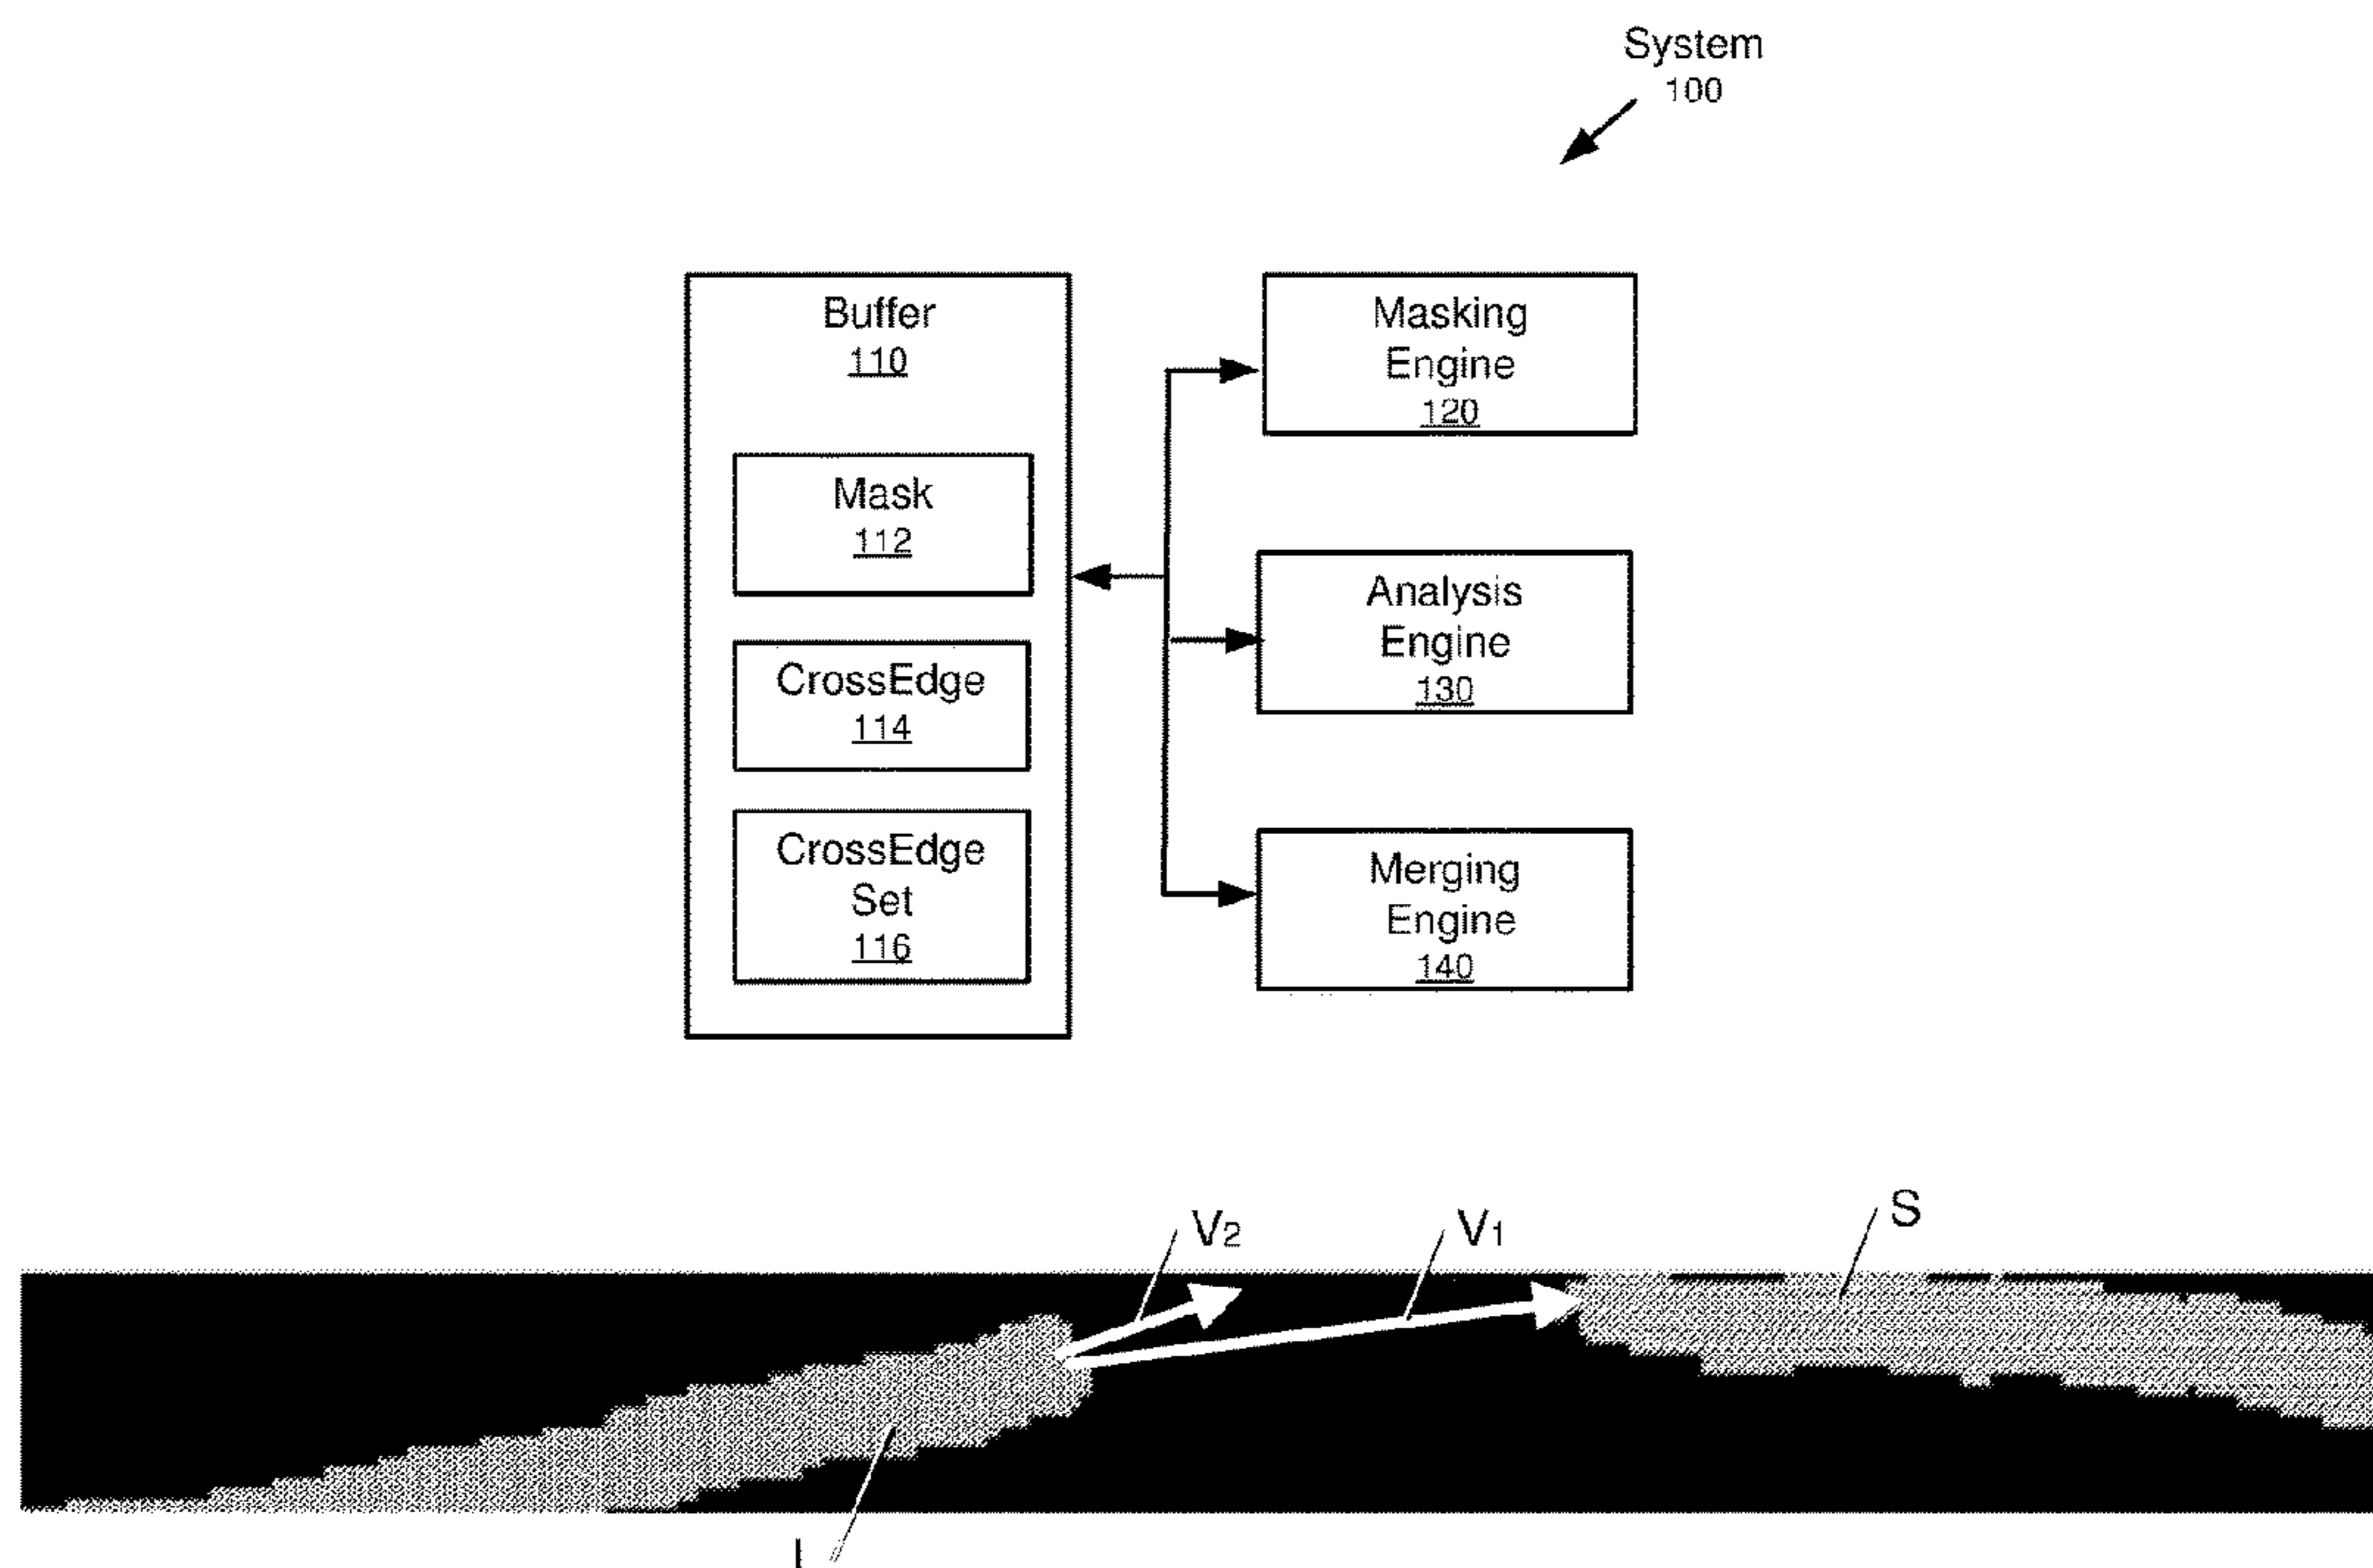 System
100
Buffer
110
Mask
112
CrossEdge
114
CrossEdge
Set
116
Masking
Engine
120
Analysis
Engine
130
Merging
Engine
140
V2
V1
S